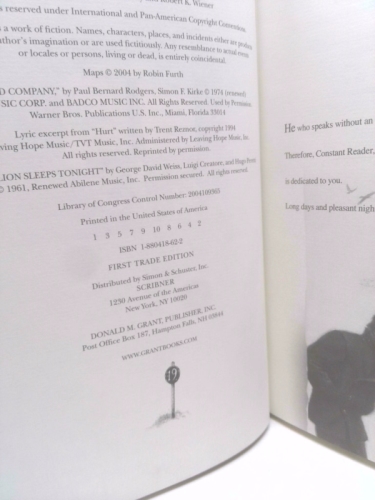 Robert K. Wiener
s reserved under International and Pan-American Copyright Conventions.
a work of fiction. Names, characters, places, and incidents either are produc
hor's imagination or are used fictitiously. Any resemblance to actual events
or locales or persons, living or dead, is entirely coincidental.
Maps © 2004 by Robin Furth
D COMPANY," by Paul Bernard Rodgers, Simon F. Kirke © 1974 (renewed)
SIC CORP. and BADCO MUSIC INC. All Rights Reserved. Used by Permission
Warner Bros. Publications U.S. Inc., Miami, Florida 33014
Lyric excerpt from "Hurt" written by Trent Reznor, copyright 1994
ving Hope Music/TVT Music, Inc. Administered by Leaving Hope Music, Inc.
All rights reserved. Reprinted by permission.
LION SLEEPS TONIGHT" by George David Weiss, Luigi Creatore, and Hugo Peretti
© 1961, Renewed Abilene Music, Inc. Permission secured. All rights reserved.
Library of Congress Control Number:
Printed in the United States of America
1 3 5 7 9 10 8 6 4 2
ISBN 1-880418-62-2
FIRST TRADE EDITION
Distributed by Simon & Schuster, Inc.
SCRIBNER
1230 Avenue of the Americas
New York, NY 10020
DONALD M. GRANT, PUBLISHER, INC.
Post Office Box 187, Hampton Falls, NH 03844
WWW.GRANTBOOKS.COM
19
He who speaks without an
Therefore, Constant Reader,
is dedicated to you.
Long days and pleasant nigh